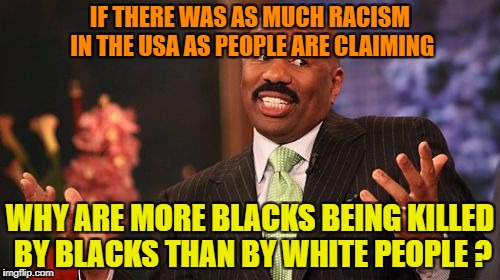 IF THERE WAS AS MUCH RACISM
IN THE USA AS PEOPLE ARE CLAIMING
WHY ARE MORE BLACKS BEING KILLED
BY BLACKS THAN BY WHITE PEOPLE ?
imgflip.com